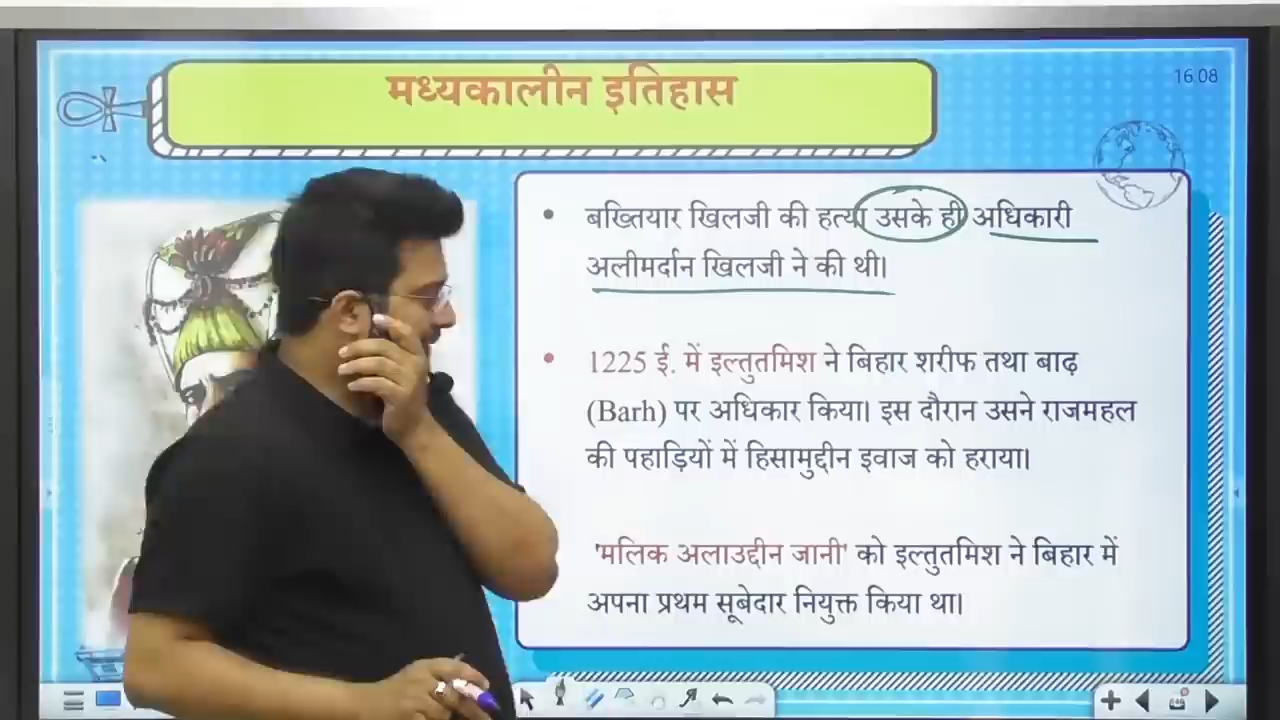 मध्यकालीन इतिहास
16:08
• बख्तियार खिलजी की हत्या उसके ही अधिकारी
अलीमर्दान खिलजी ने की थी।
• 1225 ई. में इल्तुतमिश ने बिहार शरीफ तथा बाढ़
(Barh) पर अधिकार किया। इस दौरान उसने राजमहल
की पहाड़ियों में हिसामुद्दीन इवाज को हराया।
'मलिक अलाउद्दीन जानी' को इल्तुतमिश ने बिहार में
अपना प्रथम सूबेदार नियुक्त किया था।